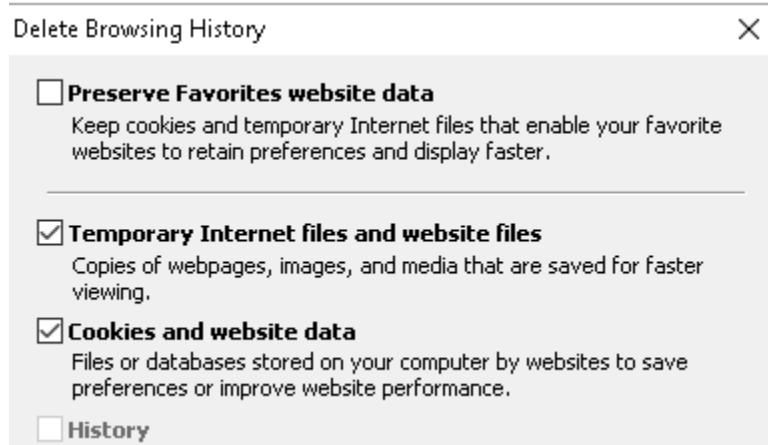 Delete Browsing History
Preserve Favorites website data
Keep cookies and temporary Internet files that enable your favorite
websites to retain preferences and display faster.
Temporary Internet files and website files
Copies of webpages, images, and media that are saved for faster
viewing.
Cookies and website data
Files or databases stored on your computer by websites to save
preferences or improve website performance.
History